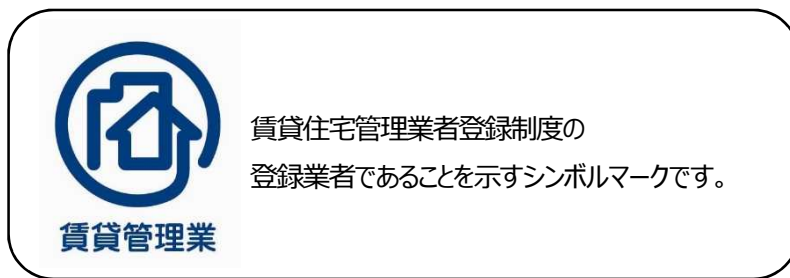 賃貸住宅管理業者登録制度の
登録業者であることを示すシンボルマークです。
賃貸管理業